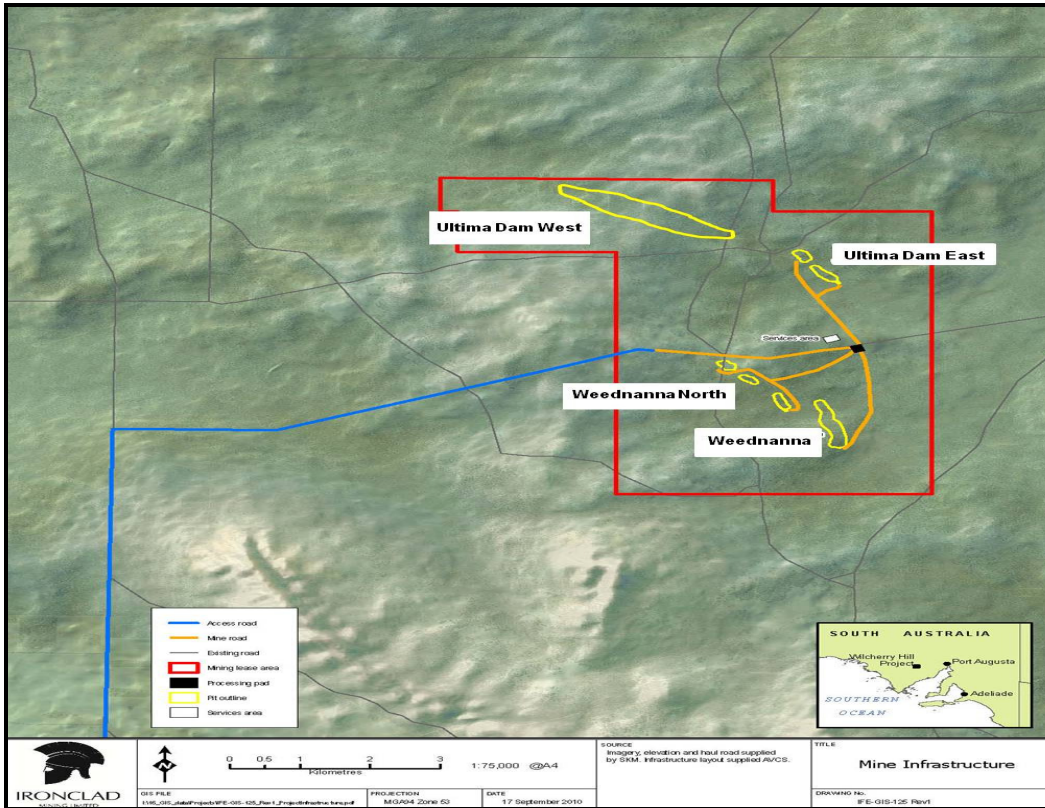 Ultima Dam West
Ultima Dam East
Services area
Weednanna North
Weednanna
Access road
Mine road
Existing road
Mining lease area
Processing pad
Pit outline
Services area
SOUTH AUSTRALIA
Wilcherry Hill
Project
Port Augusta
Adeliade
SOUTHERN
OCEAN
IRONCLAD
MINING LIMITED
N
0 0.5 1 2 3
Kilometres
1:75,000 @A4
GIS FILE
PROJECTION
MGA94 Zone 53
DATE
17 September 2010
SOURCE
Imagery, elevation and haul road supplied
by SKM. Infrastructure layout supplied AVCS.
TITLE
Mine Infrastructure
DRAWING No.
IFE-GIS-125 Rev1